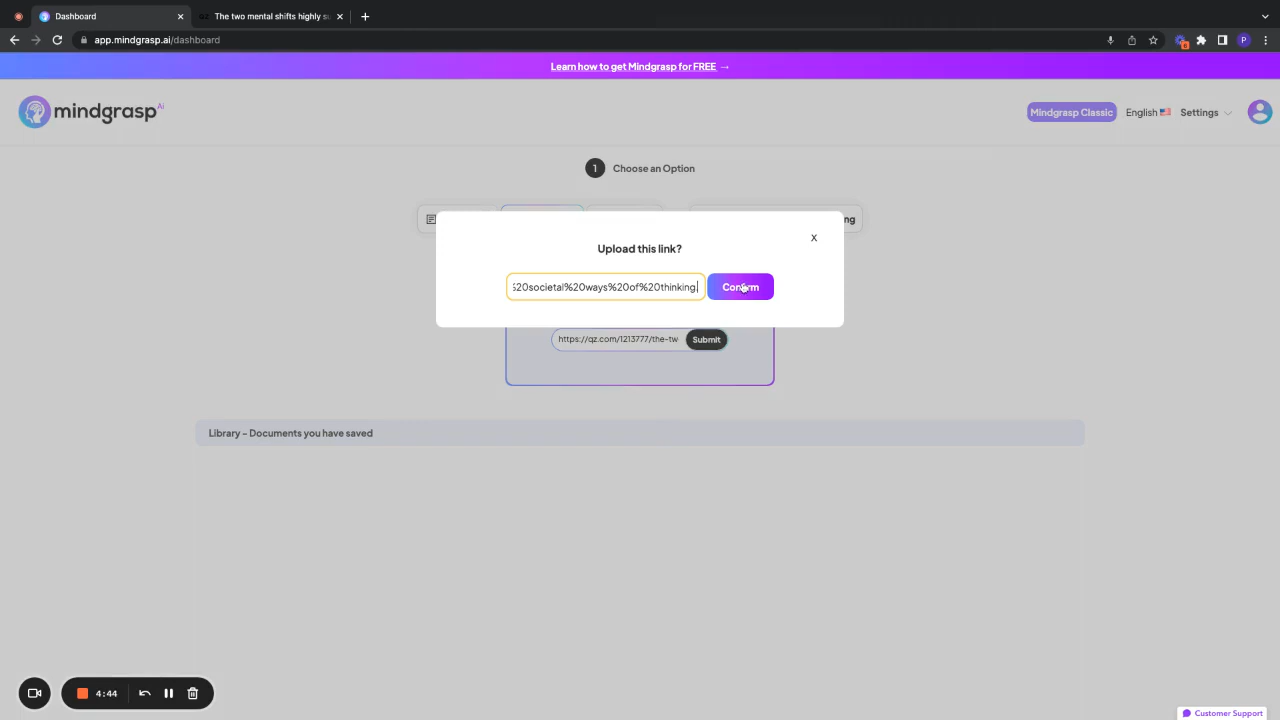 Dashboard
The two mental shifts highly su
app.mindgrasp.ai/dashboard
Learn how to get Mindgrasp for FREE →
mindgrasp Ai
Mindgrasp Classic
English
Settings
1 Choose an Option
ng
X
Upload this link?
%20societal%20ways%20of%20thinking
Confirm
https://qz.com/1213777/the-tw
Submit
Library - Documents you have saved
4:44
Customer Support